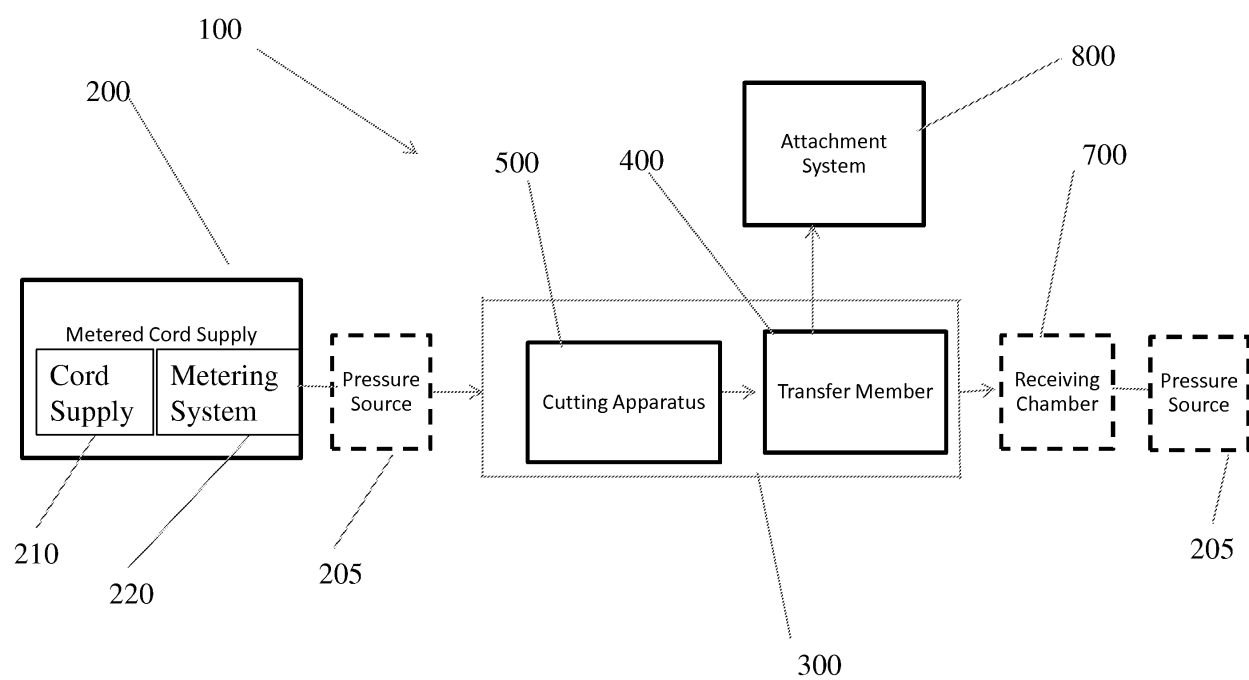 100
800
200
Attachment
System
500
400
700
Metered Cord Supply
Cord
Supply
Metering
System
Pressure
Source
Cutting Apparatus
Transfer Member
Receiving
Chamber
Pressure
Source
210
220
205
205
300